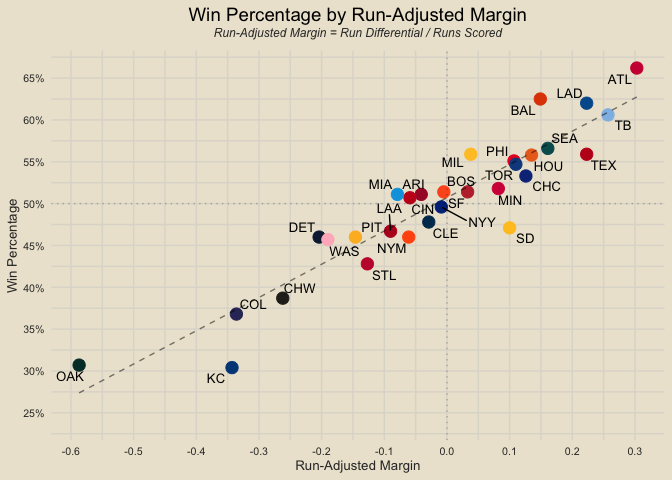 Win Percentage by Run-Adjusted Margin
Run-Adjusted Margin = Run Differential / Runs Scored
Win Percentage
65%
60%
55%
50%
45%
40%
35%
30%
25%
ATL
LAD
BAL
TB
SEA
PHI
MIL
HOU
TEX
TOR
CHC
BOS
MIA
ARI
MIN
SF
CIN
LAA
NYY
DET
PIT
CLE
SD
WAS
NYM
STL
CHW
COL
OAK
KC
-0.6
-0.5
-0.4
-0.3
-0.2
-0.1
0.0
0.1
0.2
0.3
Run-Adjusted Margin